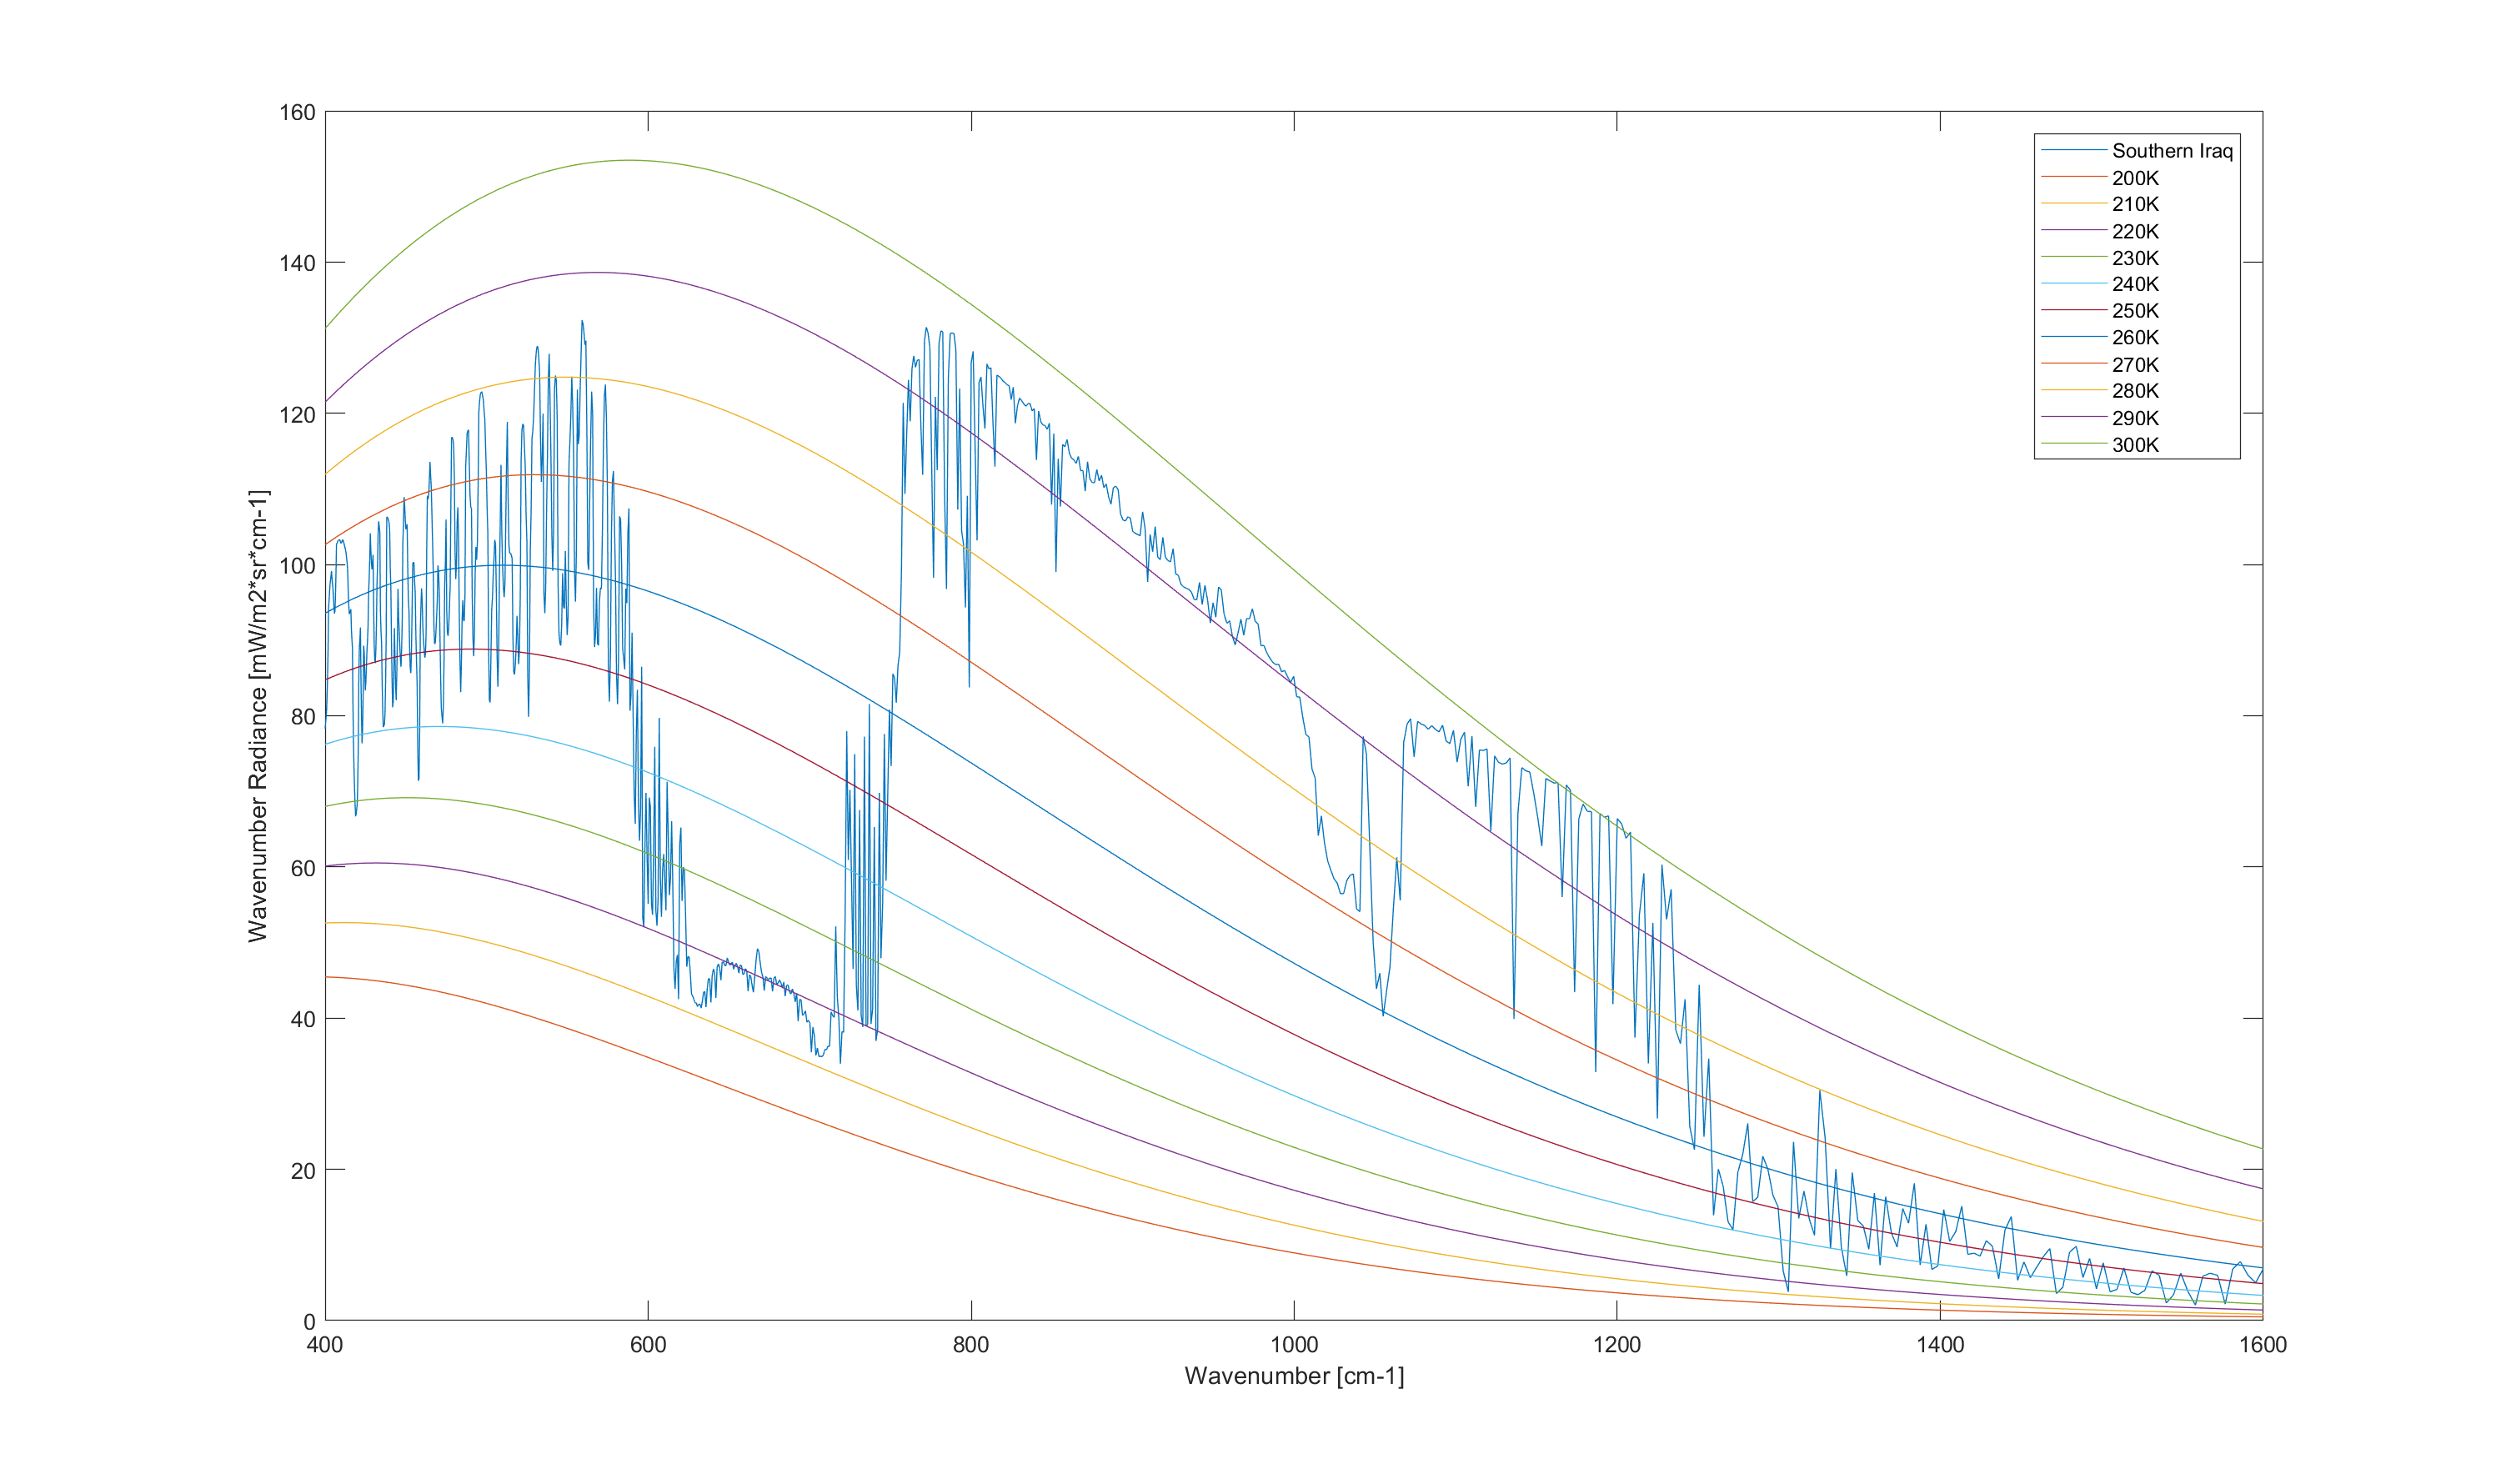 160
140
120
100
80
60
40
20
0
400
600
800
1000
1200
1400
1600
Wavenumber [cm-1]
Wavenumber Radiance [mW/m2*sr*cm-1]
Southern Iraq
200K
210K
220K
230K
240K
250K
260K
270K
280K
290K
300K